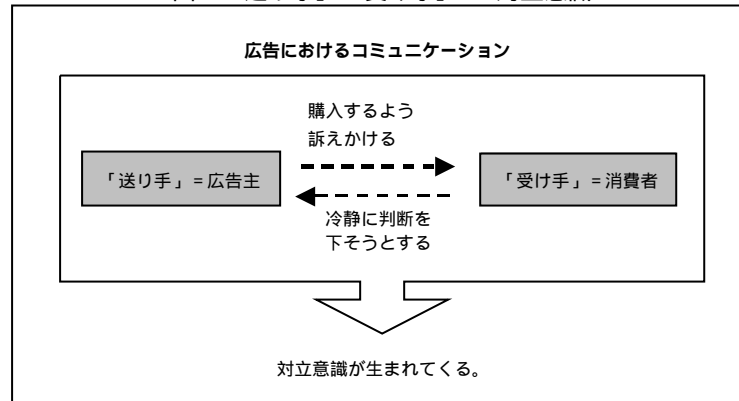 広告におけるコミュニケーション
購入するよう
訴えかける
「送り手」=広告主
「受け手」=消費者
冷静に判断を
下そうとする
対立意識が生まれてくる。